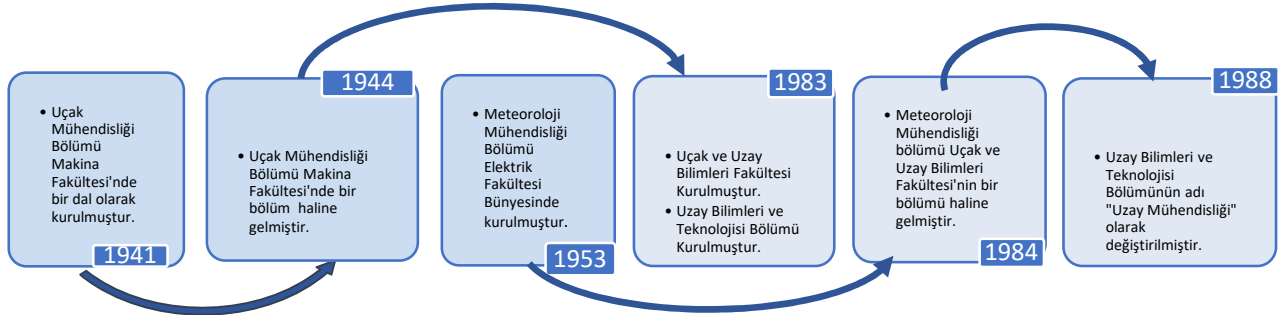 • Uçak
Mühendisliği
Bölümü
Makina
Fakültesi'nde
bir dal olarak
kurulmuştur.
1941
1944
• Uçak Mühendisliği
Bölümü Makina
Fakültesi'nde bir
bölüm haline
gelmiştir.
• Meteoroloji
Mühendisliği
Bölümü
Elektrik
Fakültesi
Bünyesinde
kurulmuştur.
1953
1983
• Uçak ve Uzay
Bilimleri Fakültesi
Kurulmuştur.
• Uzay Bilimleri ve
Teknolojisi Bölümü
Kurulmuştur.
• Meteoroloji
Mühendisliği
bölümü Uçak ve
Uzay Bilimleri
Fakültesi'nin bir
bölümü haline
gelmiştir.
1984
1988
• Uzay Bilimleri ve
Teknolojisi
Bölümünün adı
"Uzay Mühendisliği"
olarak
değiştirilmiştir.